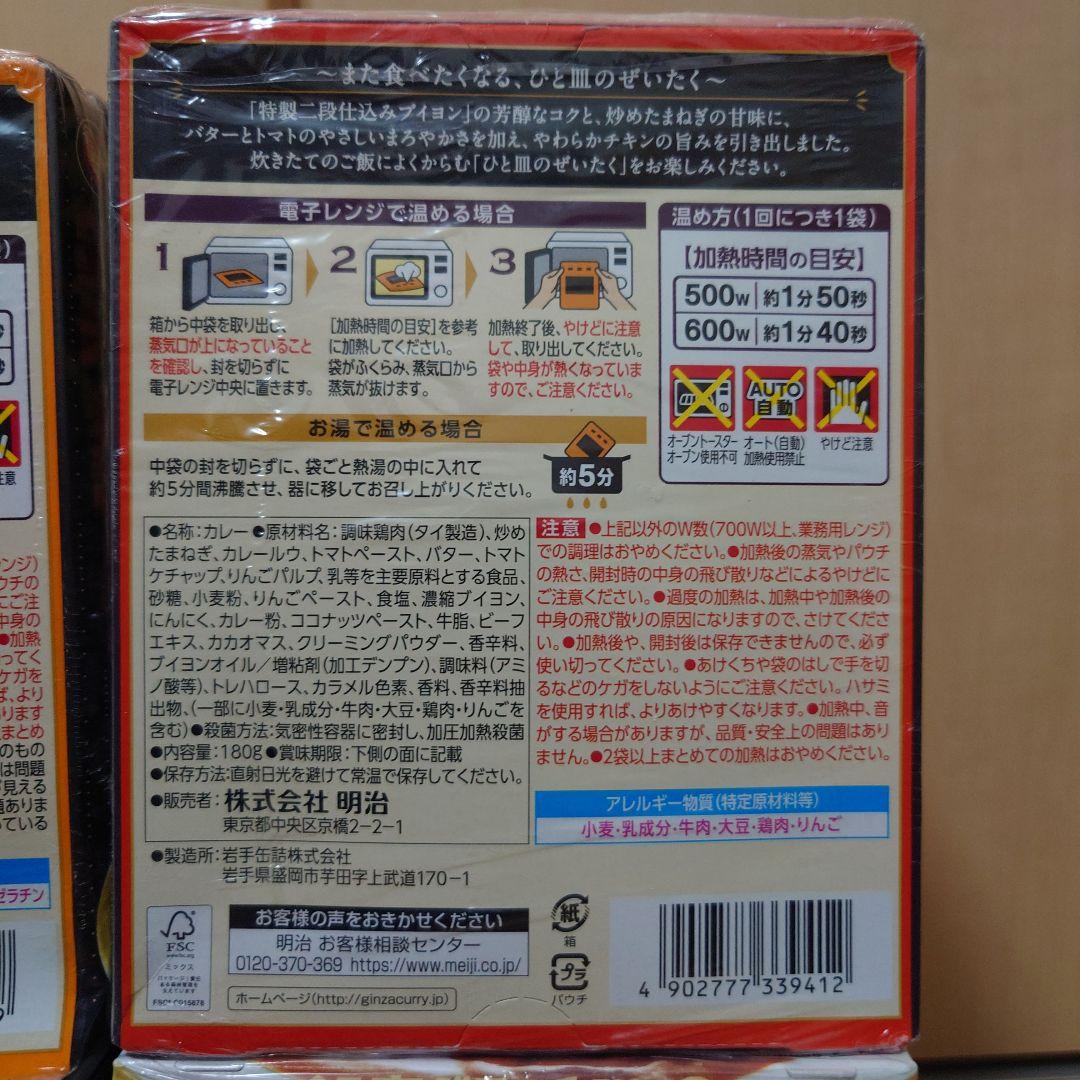 ～また食べたくなる、ひと皿のぜいたく～
「特製二段仕込みブイヨン」の芳醇なコクと、炒めたまねぎの甘味に、
バターとトマトのやさしいまろやかさを加え、やわらかチキンの旨みを引き出しました。
炊きたてのご飯によくからむ「ひと皿のぜいたく」をお楽しみください。
電子レンジで温める場合
1
箱から中袋を取り出し、
蒸気口が上になっていること
を確認し、封を切らずに
電子レンジ中央に置きます。
2
[加熱時間の目安]を参考
に加熱してください。
袋がふくらみ、蒸気口から
蒸気が抜けます。
3
加熱終了後、やけどに注意
して、取り出してください。
袋や中身が熱くなっていま
すので、ご注意ください。
温め方(1回につき1袋)
【加熱時間の目安】
500W 約1分50秒
600W 約1分40秒
オーブントースター
オーブン使用不可
AUTO
自動
オート(自動)
加熱使用禁止
やけど注意
お湯で温める場合
中袋の封を切らずに、袋ごと熱湯の中に入れて
約5分間沸騰させ、器に移してお召し上がりください。
約5分
●名称:カレー●原材料名:調味鶏肉(タイ製造)、炒め
たまねぎ、カレールウ、トマトペースト、バター、トマト
ケチャップ、りんごパルプ、乳等を主要原料とする食品、
砂糖、小麦粉、りんごペースト、食塩、濃縮ブイヨン、
にんにく、カレー粉、ココナッツペースト、牛脂、ビーフ
エキス、カカオマス、クリーミングパウダー、香辛料、
ブイヨンオイル／増粘剤(加工デンプン)、調味料(アミ
ノ酸等)、トレハロース、カラメル色素、香料、香辛料抽
出物、(一部に小麦・乳成分・牛肉・大豆・鶏肉・りんごを
含む)●殺菌方法:気密性容器に密封し、加圧加熱殺菌
●内容量:180g●賞味期限:下側の面に記載
●保存方法:直射日光を避けて常温で保存してください。
●販売者:株式会社 明治
東京都中央区京橋2-2-1
●製造所:岩手缶詰株式会社
岩手県盛岡市芋田字上武道170-1
注意 ●上記以外のW数(700W以上、業務用レンジ)
での調理はおやめください。●加熱後の蒸気やパウチ
の熱さ、開封時の中身の飛び散りなどによるやけどに
ご注意ください。●過度の加熱は、加熱中や加熱後の
中身の飛び散りの原因になりますので、さけてくださ
い。●加熱後や、開封後は保存できませんので、必ず
使い切ってください。●あけくちや袋のはしで手を切
るなどのケガをしないようにご注意ください。ハサミ
を使用すれば、よりあけやすくなります。●加熱中、音
がする場合がありますが、品質・安全上の問題はあり
ません。●2袋以上まとめての加熱はおやめください。
アレルギー物質(特定原材料等)
小麦・乳成分・牛肉・大豆・鶏肉・りんご
FSC
www.fsc.org
ミックス
お客様の声をおきかせください
明治 お客様相談センター
0120-370-369 https://www.meiji.co.jp/
ホームページ(http://ginzacurry.jp)
紙
箱
プラ
パウチ
4 902777 339412
ゼラチン